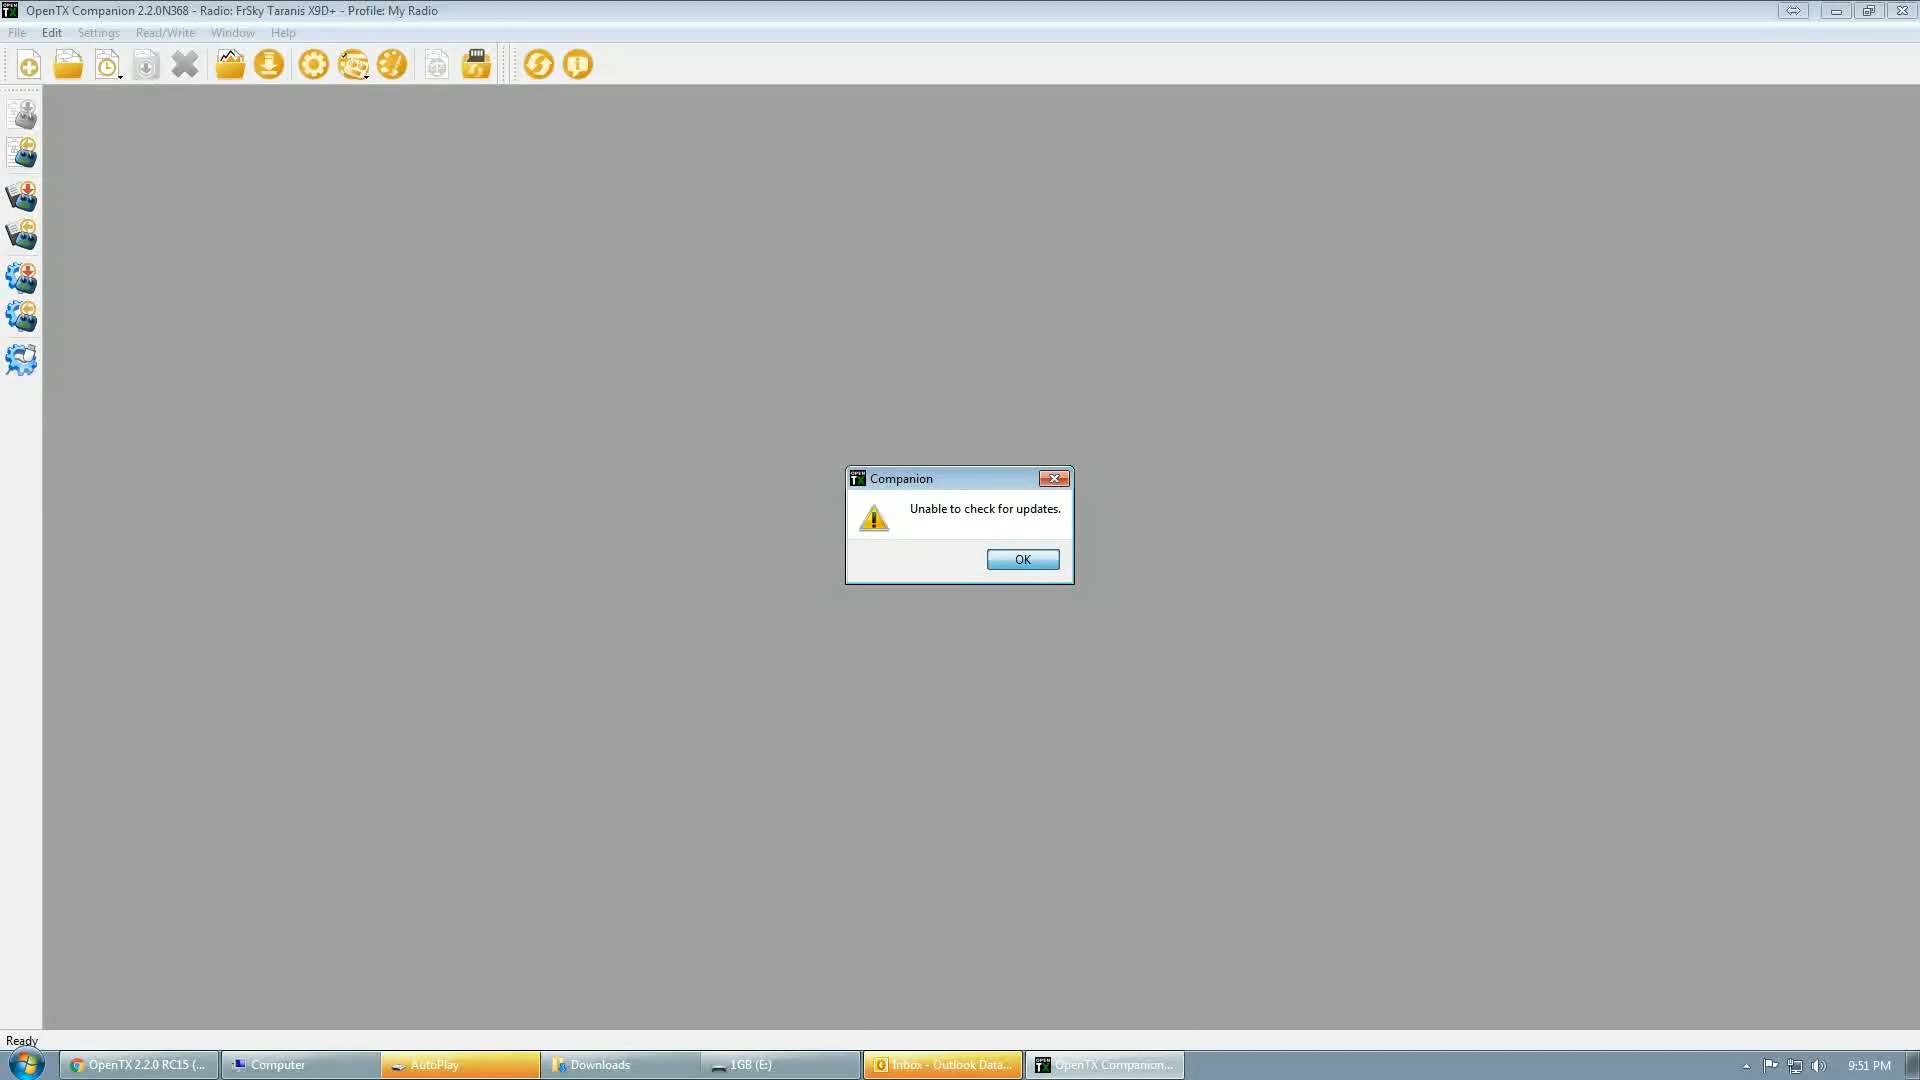 OpenTX Companion 2.2.0N368 - Radio: FrSky Taranis X9D+ - Profile: My Radio
File Edit Settings Read/Write Window Help
Companion
Unable to check for updates.
OK
Ready
OpenTX 2.2.0 RC15 (... Computer AutoPlay Downloads 1GB (E:) Inbox - Outlook Data... OpenTX Companion... 9:51 PM